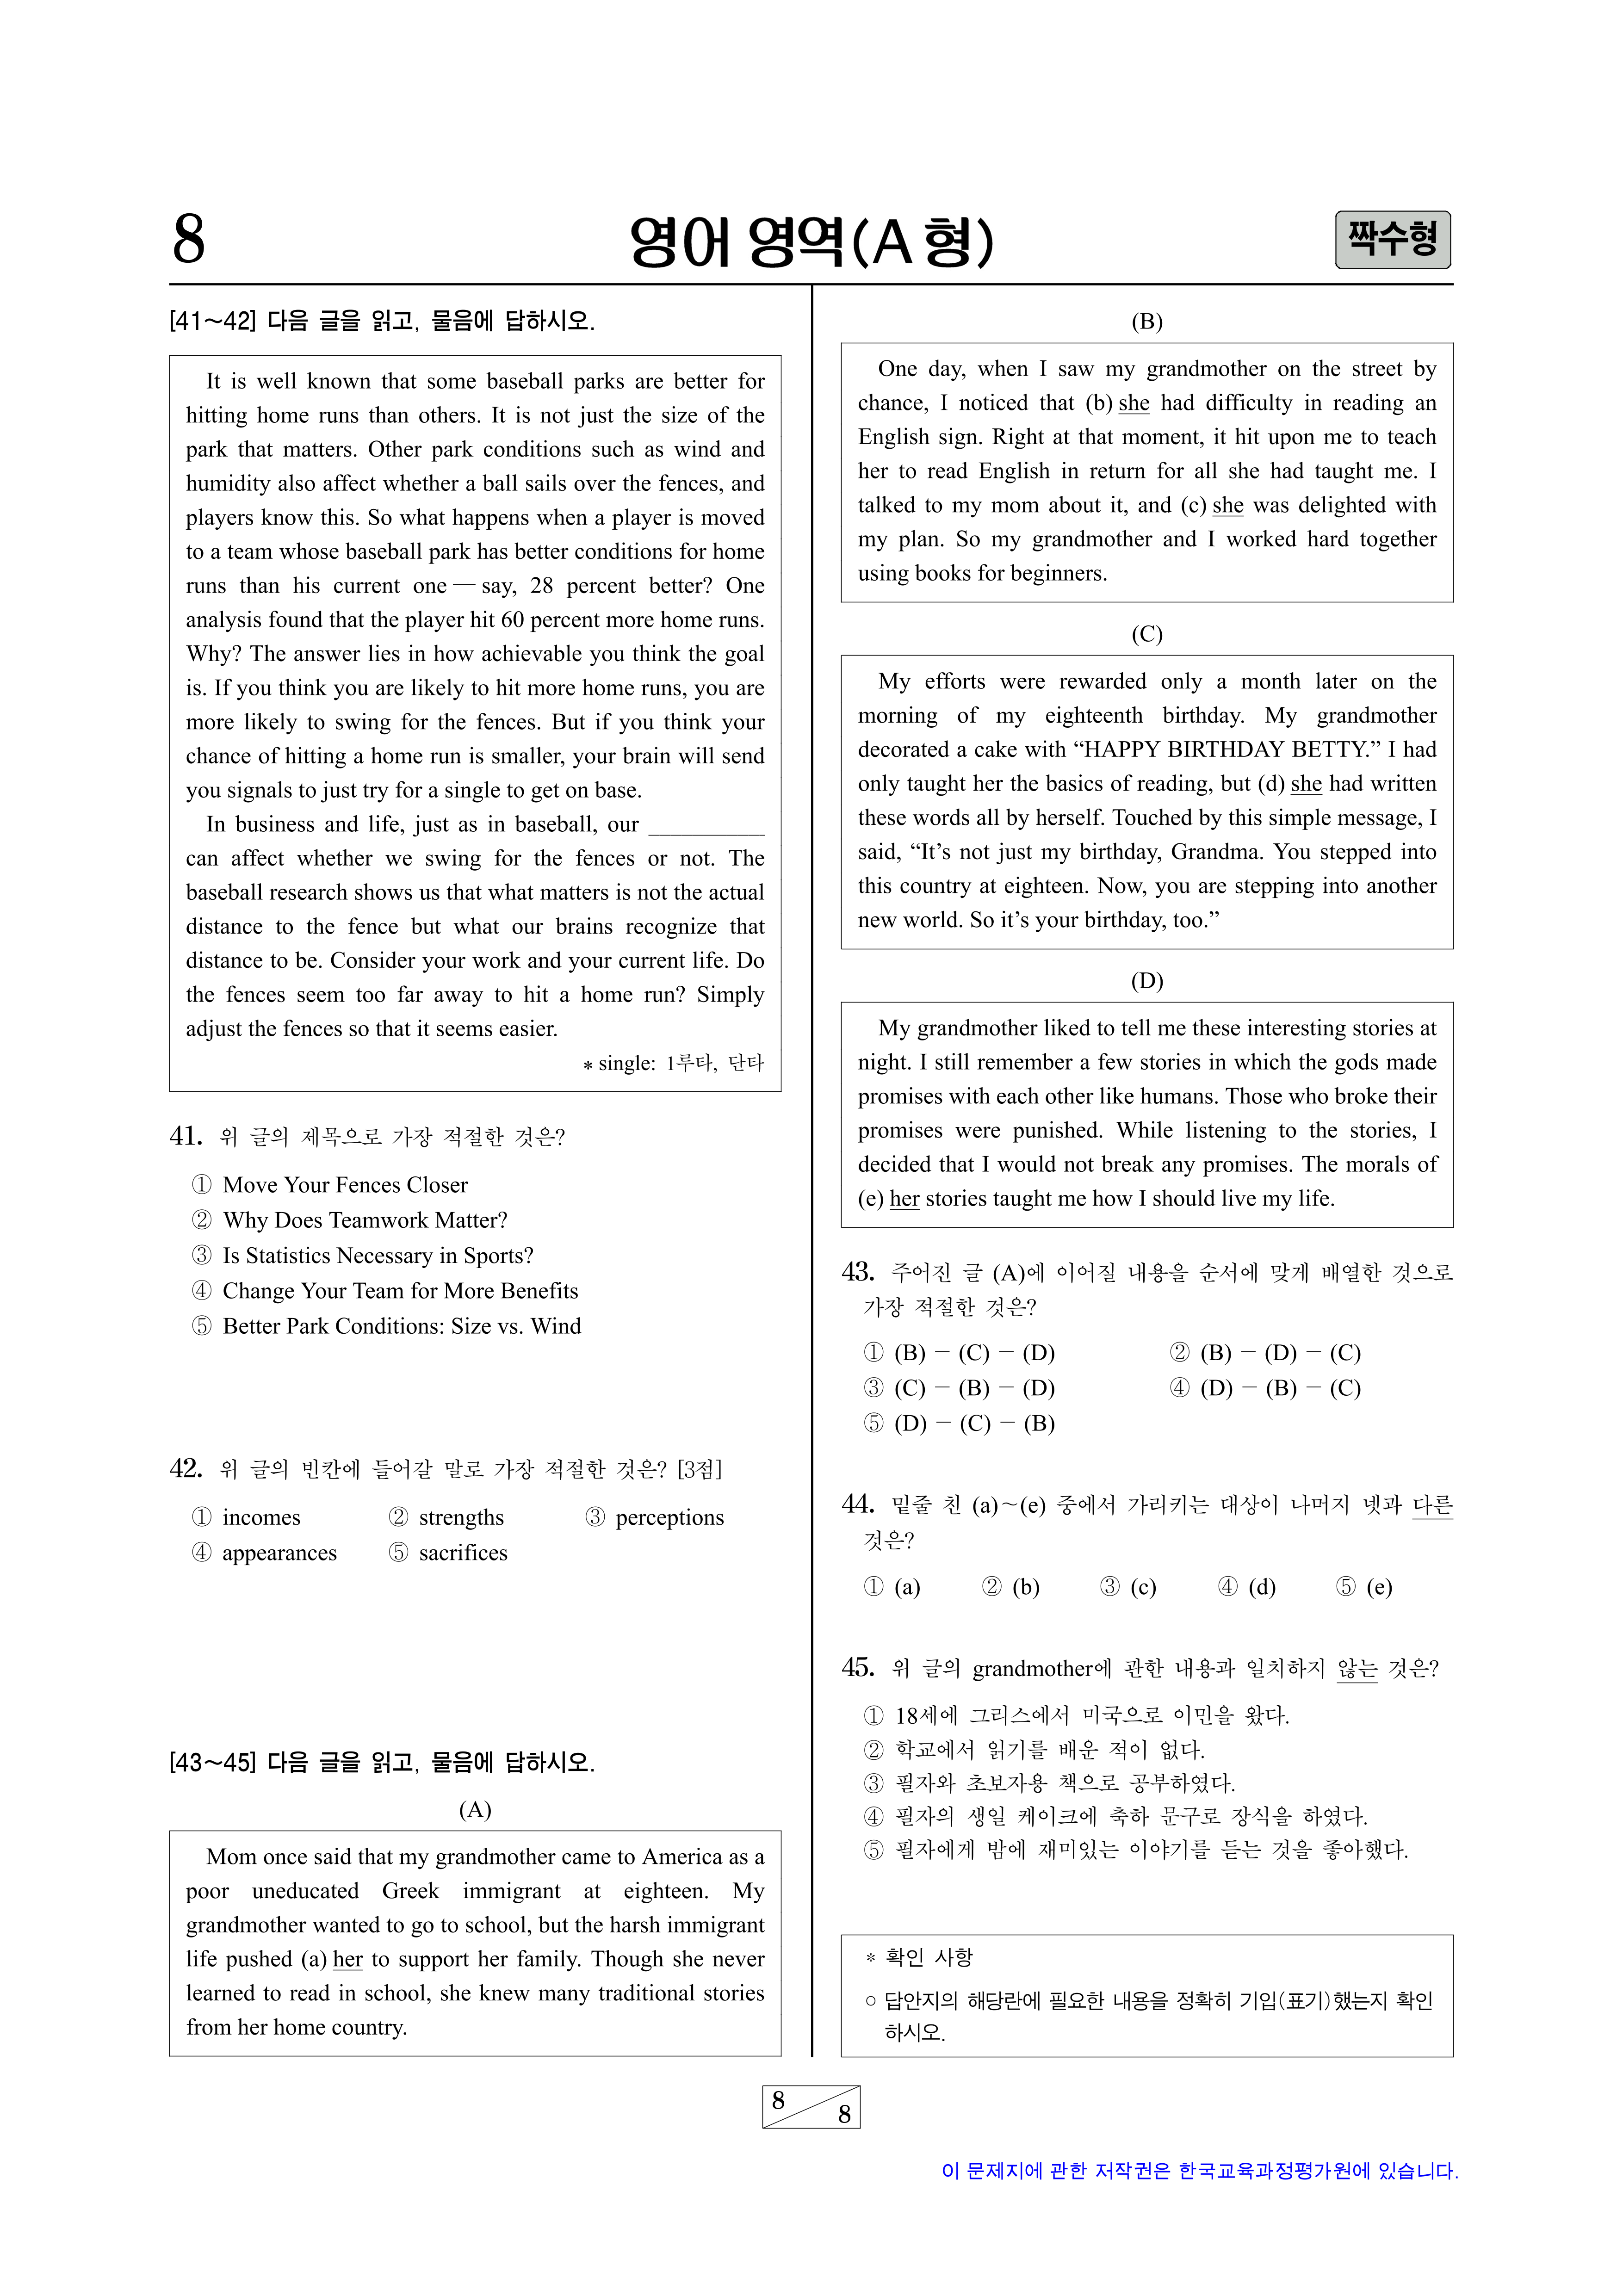 8
영어 영역(A 형)
짝수형
[41~42] 다음 글을 읽고, 물음에 답하시오.
It is well known that some baseball parks are better for
hitting home runs than others. It is not just the size of the
park that matters. Other park conditions such as wind and
humidity also affect whether a ball sails over the fences, and
players know this. So what happens when a player is moved
to a team whose baseball park has better conditions for home
runs than his current one — say, 28 percent better? One
analysis found that the player hit 60 percent more home runs.
Why? The answer lies in how achievable you think the goal
is. If you think you are likely to hit more home runs, you are
more likely to swing for the fences. But if you think your
chance of hitting a home run is smaller, your brain will send
you signals to just try for a single to get on base.
In business and life, just as in baseball, our __________
can affect whether we swing for the fences or not. The
baseball research shows us that what matters is not the actual
distance to the fence but what our brains recognize that
distance to be. Consider your work and your current life. Do
the fences seem too far away to hit a home run? Simply
adjust the fences so that it seems easier.
* single: 1루타, 단타
41. 위 글의 제목으로 가장 적절한 것은?
① Move Your Fences Closer
② Why Does Teamwork Matter?
③ Is Statistics Necessary in Sports?
④ Change Your Team for More Benefits
⑤ Better Park Conditions: Size vs. Wind
42. 위 글의 빈칸에 들어갈 말로 가장 적절한 것은? [3점]
① incomes ② strengths ③ perceptions
④ appearances ⑤ sacrifices
[43~45] 다음 글을 읽고, 물음에 답하시오.
(A)
Mom once said that my grandmother came to America as a
poor uneducated Greek immigrant at eighteen. My
grandmother wanted to go to school, but the harsh immigrant
life pushed (a) her to support her family. Though she never
learned to read in school, she knew many traditional stories
from her home country.
(B)
One day, when I saw my grandmother on the street by
chance, I noticed that (b) she had difficulty in reading an
English sign. Right at that moment, it hit upon me to teach
her to read English in return for all she had taught me. I
talked to my mom about it, and (c) she was delighted with
my plan. So my grandmother and I worked hard together
using books for beginners.
(C)
My efforts were rewarded only a month later on the
morning of my eighteenth birthday. My grandmother
decorated a cake with “HAPPY BIRTHDAY BETTY.” I had
only taught her the basics of reading, but (d) she had written
these words all by herself. Touched by this simple message, I
said, “It’s not just my birthday, Grandma. You stepped into
this country at eighteen. Now, you are stepping into another
new world. So it’s your birthday, too.”
(D)
My grandmother liked to tell me these interesting stories at
night. I still remember a few stories in which the gods made
promises with each other like humans. Those who broke their
promises were punished. While listening to the stories, I
decided that I would not break any promises. The morals of
(e) her stories taught me how I should live my life.
43. 주어진 글 (A)에 이어질 내용을 순서에 맞게 배열한 것으로
가장 적절한 것은?
① (B) － (C) － (D) ② (B) － (D) － (C)
③ (C) － (B) － (D) ④ (D) － (B) － (C)
⑤ (D) － (C) － (B)
44. 밑줄 친 (a)~(e) 중에서 가리키는 대상이 나머지 넷과 다른
것은?
① (a) ② (b) ③ (c) ④ (d) ⑤ (e)
45. 위 글의 grandmother에 관한 내용과 일치하지 않는 것은?
① 18세에 그리스에서 미국으로 이민을 왔다.
② 학교에서 읽기를 배운 적이 없다.
③ 필자와 초보자용 책으로 공부하였다.
④ 필자의 생일 케이크에 축하 문구로 장식을 하였다.
⑤ 필자에게 밤에 재미있는 이야기를 듣는 것을 좋아했다.
* 확인 사항
○ 답안지의 해당란에 필요한 내용을 정확히 기입(표기)했는지 확인
하시오.
8
8
이 문제지에 관한 저작권은 한국교육과정평가원에 있습니다.